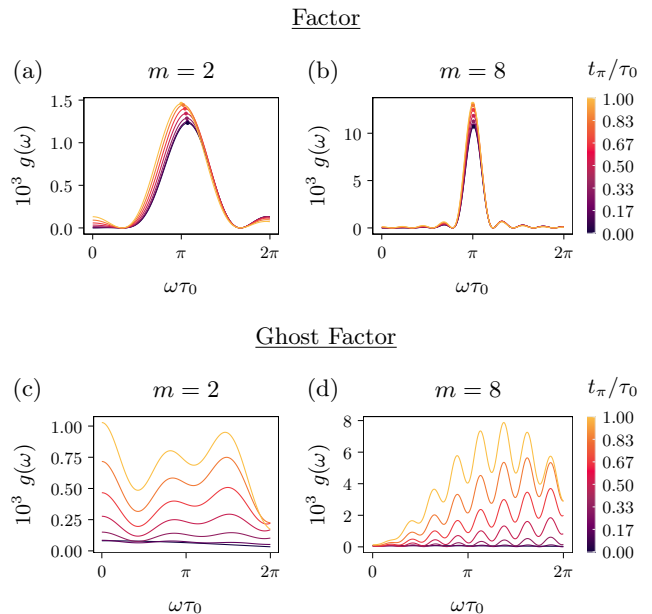 Factor
(a) m = 2
(b) m = 8
t_π/τ_0
10^3 g(ω)
1.5
1.0
0.5
0.0
0 π 2π
ωτ_0
10^3 g(ω)
10
5
0
0 π 2π
ωτ_0
1.00
0.83
0.67
0.50
0.33
0.17
0.00
Ghost Factor
(c) m = 2
(d) m = 8
t_π/τ_0
10^3 g(ω)
1.00
0.75
0.50
0.25
0.00
0 π 2π
ωτ_0
10^3 g(ω)
8
6
4
2
0
0 π 2π
ωτ_0
1.00
0.83
0.67
0.50
0.33
0.17
0.00